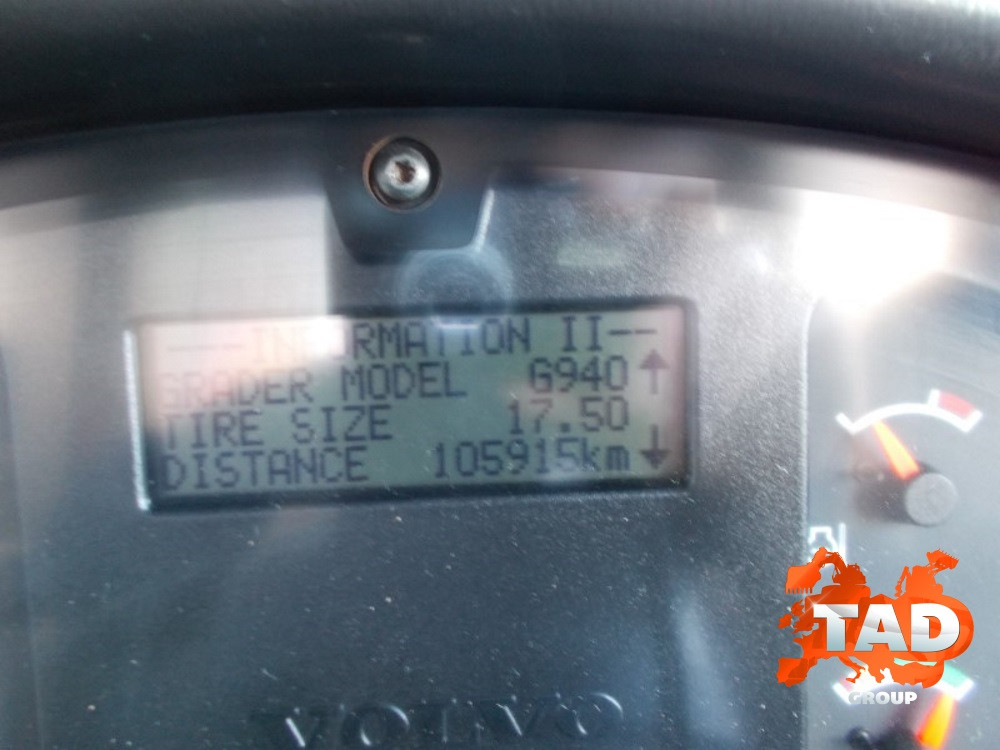 ----INFORMATION II--
GRADER MODEL G940↑
TIRE SIZE 17.50
DISTANCE 105915km↓
VOLVO
TAD
GROUP